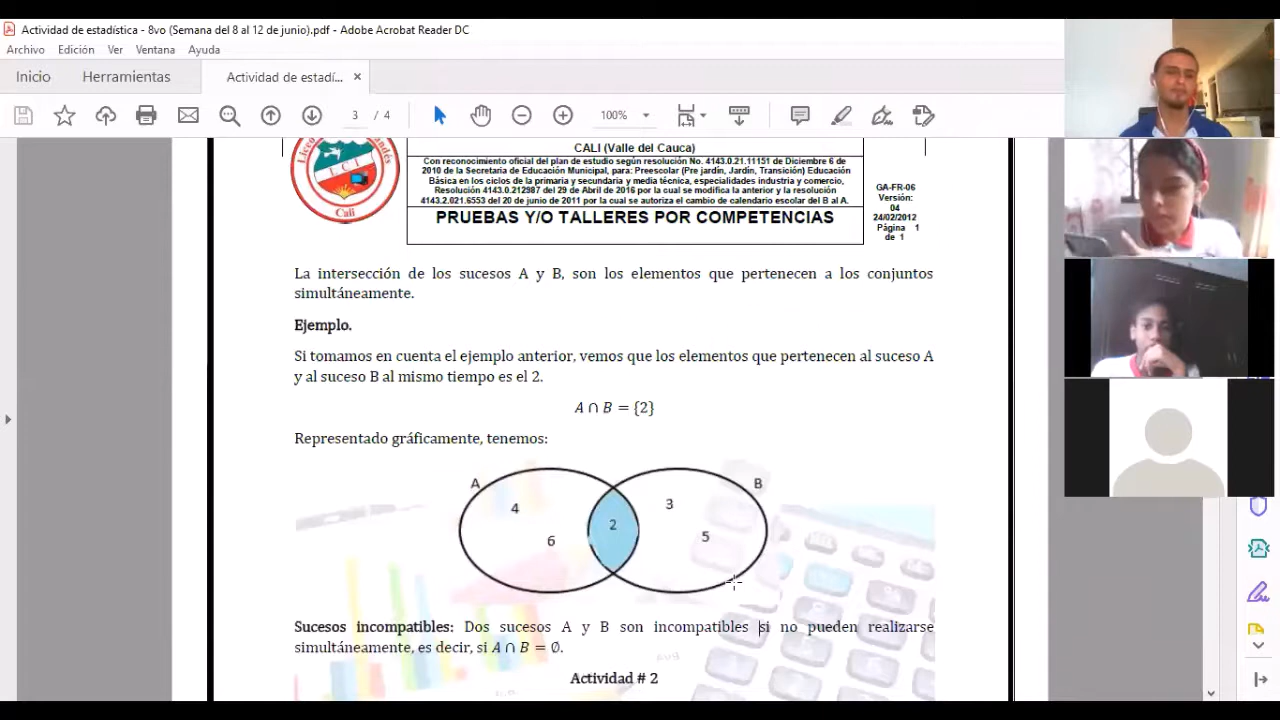 Actividad de estadística - 8vo (Semana del 8 al 12 de junio).pdf - Adobe Acrobat Reader DC
Archivo Edición Ver Ventana Ayuda
Inicio Herramientas Actividad de estadí... ×
3 / 4 100%
CALI (Valle del Cauca)
Con reconocimiento oficial del plan de estudio según resolución No. 4143.0.21.11151 de Diciembre 6 de
2010 de la Secretaria de Educación Municipal, para: Preescolar (Pre jardín, Jardín, Transición) Educación
Básica en los ciclos de la primaria y secundaria y media técnica, especialidades industria y comercio,
Resolución 4143.0.212987 del 29 de Abril de 2016 por la cual se modifica la anterior y la resolución
4143.2.021.6553 del 20 de junio de 2011 por la cual se autoriza el cambio de calendario escolar del B al A.
PRUEBAS Y/O TALLERES POR COMPETENCIAS
GA-FR-06
Versión:
04
24/02/2012
Página 1
de 1
L C I
Cali
La intersección de los sucesos A y B, son los elementos que pertenecen a los conjuntos
simultáneamente.
Ejemplo.
Si tomamos en cuenta el ejemplo anterior, vemos que los elementos que pertenecen al suceso A
y al suceso B al mismo tiempo es el 2.
A ∩ B = {2}
Representado gráficamente, tenemos:
A B
4 3
2
6 5
Sucesos incompatibles: Dos sucesos A y B son incompatibles si no pueden realizarse
simultáneamente, es decir, si A ∩ B = ∅.
Actividad # 2